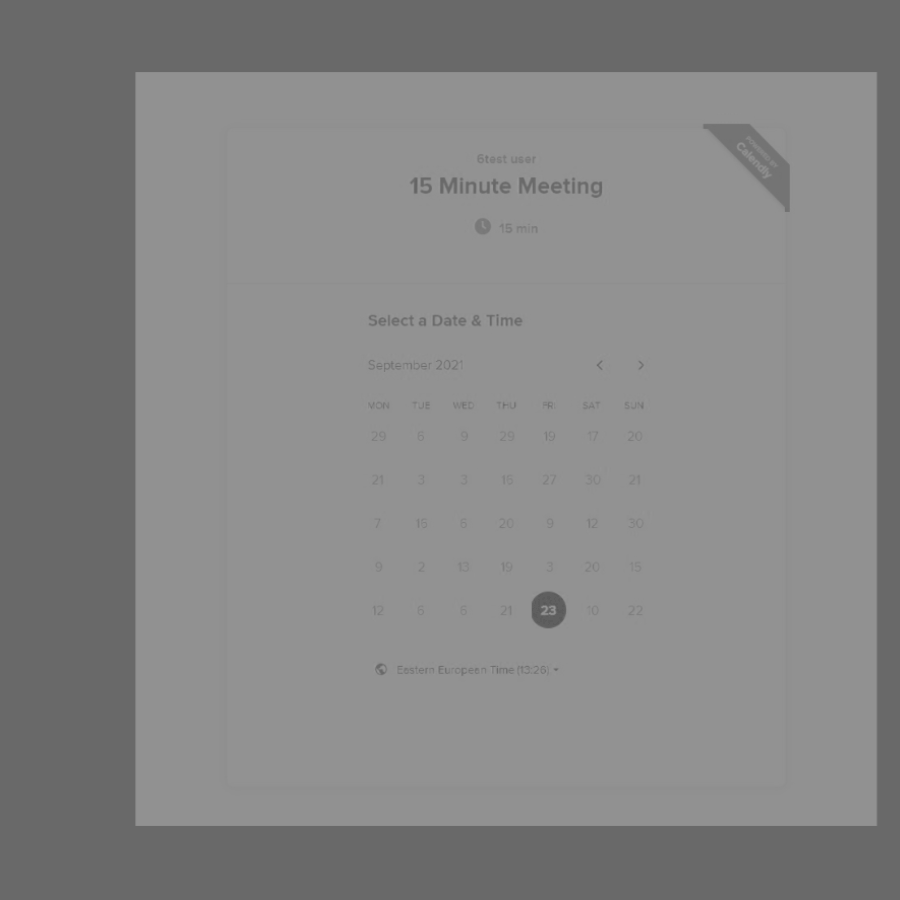 6test user
POWERED BY
Calendly
15 Minute Meeting
15 min
Select a Date & Time
September 2021
MON TUE WED THU FRI SAT SUN
29 6 9 29 19 17 20
21 3 3 16 27 30 21
7 16 6 20 9 12 30
9 2 13 19 3 20 15
12 6 6 21 23 10 22
Eastern European Time (13:26)